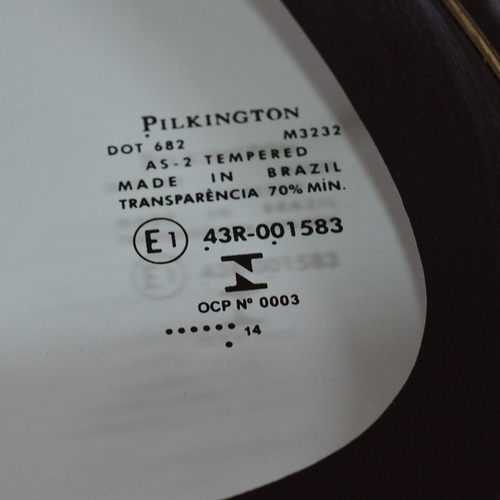 PILKINGTON
DOT 682 M3232
AS-2 TEMPERED
MADE IN BRAZIL
TRANSPARÊNCIA 70% MÍN.
E1 43R-001583
OCP Nº 0003
•••••• 14